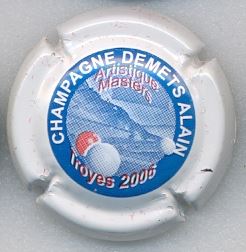 CHAMPAGNE DEMETS ALAIN
Artistique
Masters
Troyes 2006